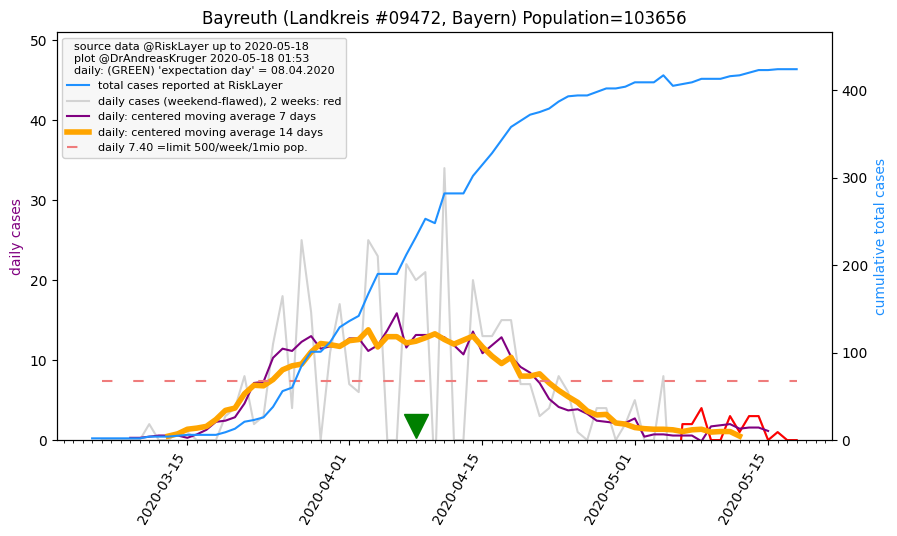 Bayreuth (Landkreis #09472, Bayern) Population=103656
source data @RiskLayer up to 2020-05-18
plot @DrAndreasKruger 2020-05-18 01:53
daily: (GREEN) 'expectation day' = 08.04.2020
total cases reported at RiskLayer
daily cases (weekend-flawed), 2 weeks: red
daily: centered moving average 7 days
daily: centered moving average 14 days
daily 7.40 =limit 500/week/1mio pop.
daily cases
50
40
30
20
10
0
cumulative total cases
400
300
200
100
0
2020-03-15
2020-04-01
2020-04-15
2020-05-01
2020-05-15